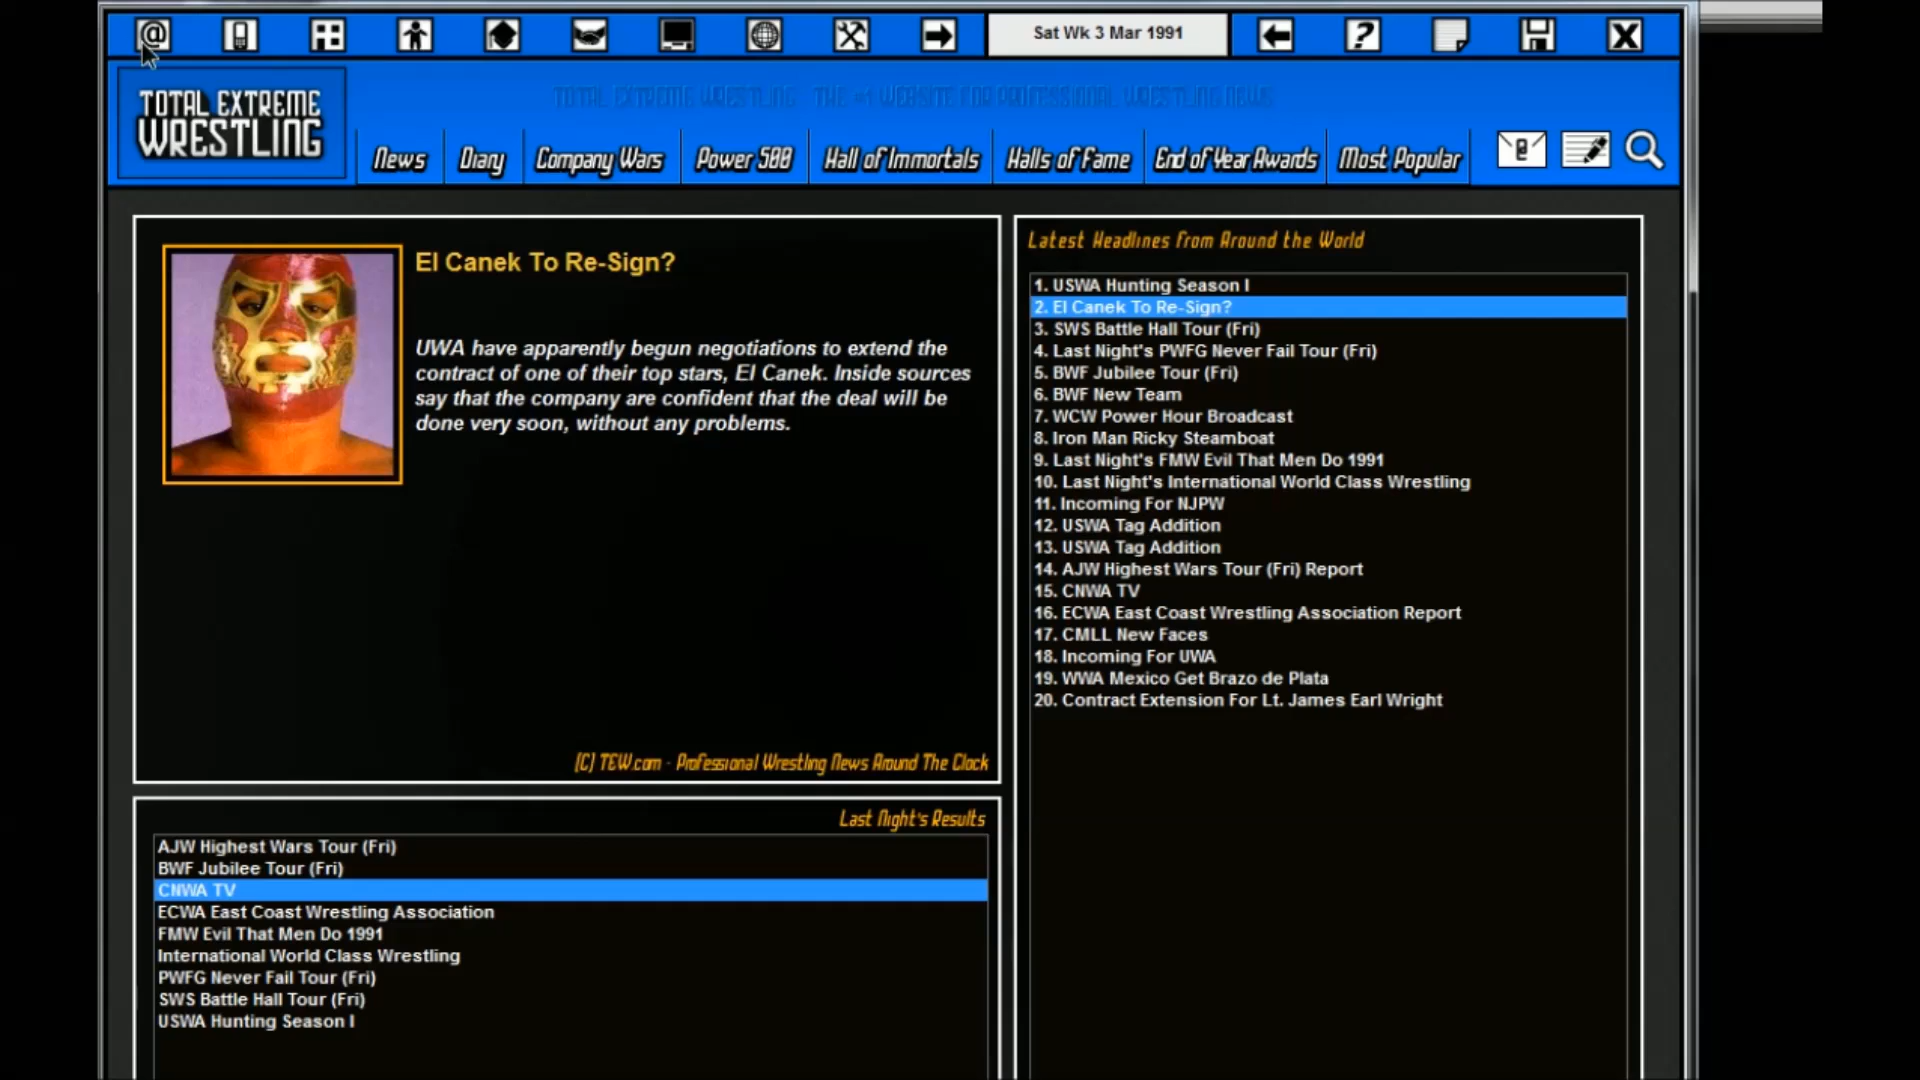 Sat Wk 3 Mar 1991
TOTAL EXTREME WRESTLING
TOTAL EXTREME WRESTLING - THE #1 WEBSITE FOR PROFESSIONAL WRESTLING NEWS
News
Diary
Company Wars
Power 500
Hall of Immortals
Halls of Fame
End of Year Awards
Most Popular
El Canek To Re-Sign?
UWA have apparently begun negotiations to extend the
contract of one of their top stars, El Canek. Inside sources
say that the company are confident that the deal will be
done very soon, without any problems.
(C) TEW.com - Professional Wrestling News Around The Clock
Latest Headlines from Around the World
1. USWA Hunting Season I
2. El Canek To Re-Sign?
3. SWS Battle Hall Tour (Fri)
4. Last Night's PWFG Never Fail Tour (Fri)
5. BWF Jubilee Tour (Fri)
6. BWF New Team
7. WCW Power Hour Broadcast
8. Iron Man Ricky Steamboat
9. Last Night's FMW Evil That Men Do 1991
10. Last Night's International World Class Wrestling
11. Incoming For NJPW
12. USWA Tag Addition
13. USWA Tag Addition
14. AJW Highest Wars Tour (Fri) Report
15. CNWA TV
16. ECWA East Coast Wrestling Association Report
17. CMLL New Faces
18. Incoming For UWA
19. WWA Mexico Get Brazo de Plata
20. Contract Extension For Lt. James Earl Wright
Last Night's Results
AJW Highest Wars Tour (Fri)
BWF Jubilee Tour (Fri)
CNWA TV
ECWA East Coast Wrestling Association
FMW Evil That Men Do 1991
International World Class Wrestling
PWFG Never Fail Tour (Fri)
SWS Battle Hall Tour (Fri)
USWA Hunting Season I